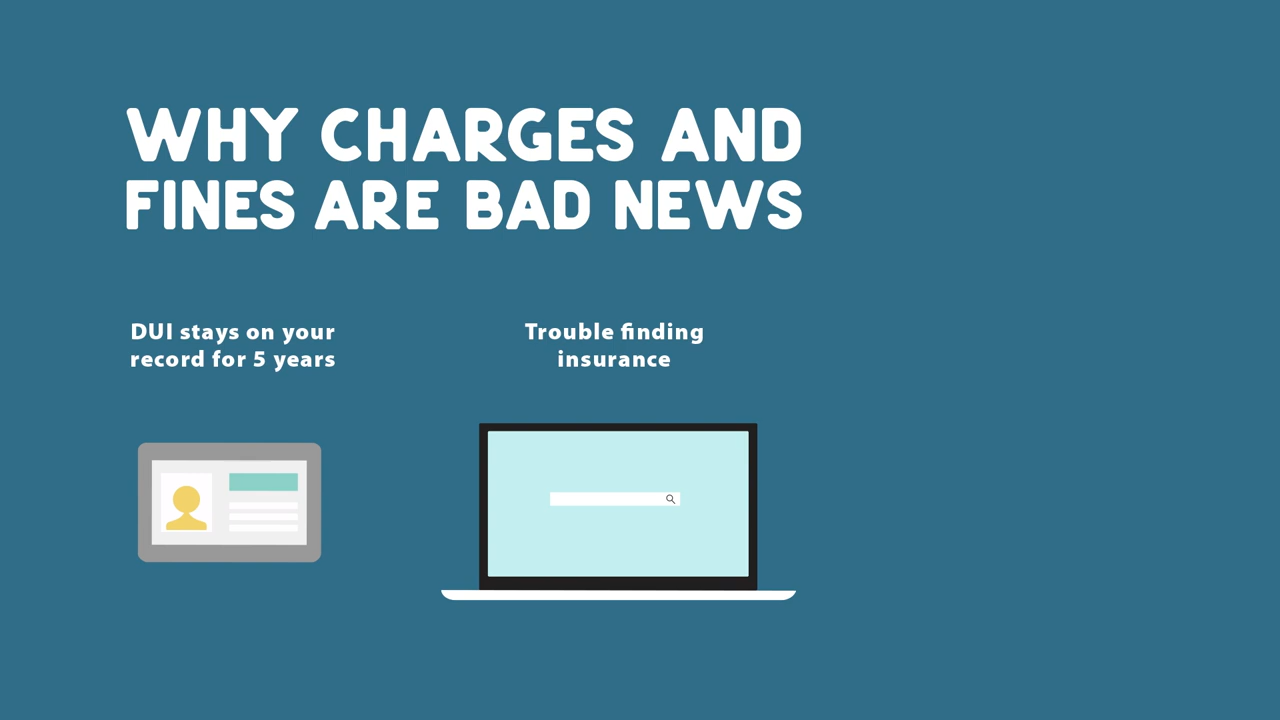 WHY CHARGES AND
FINES ARE BAD NEWS
DUI stays on your
record for 5 years
Trouble finding
insurance